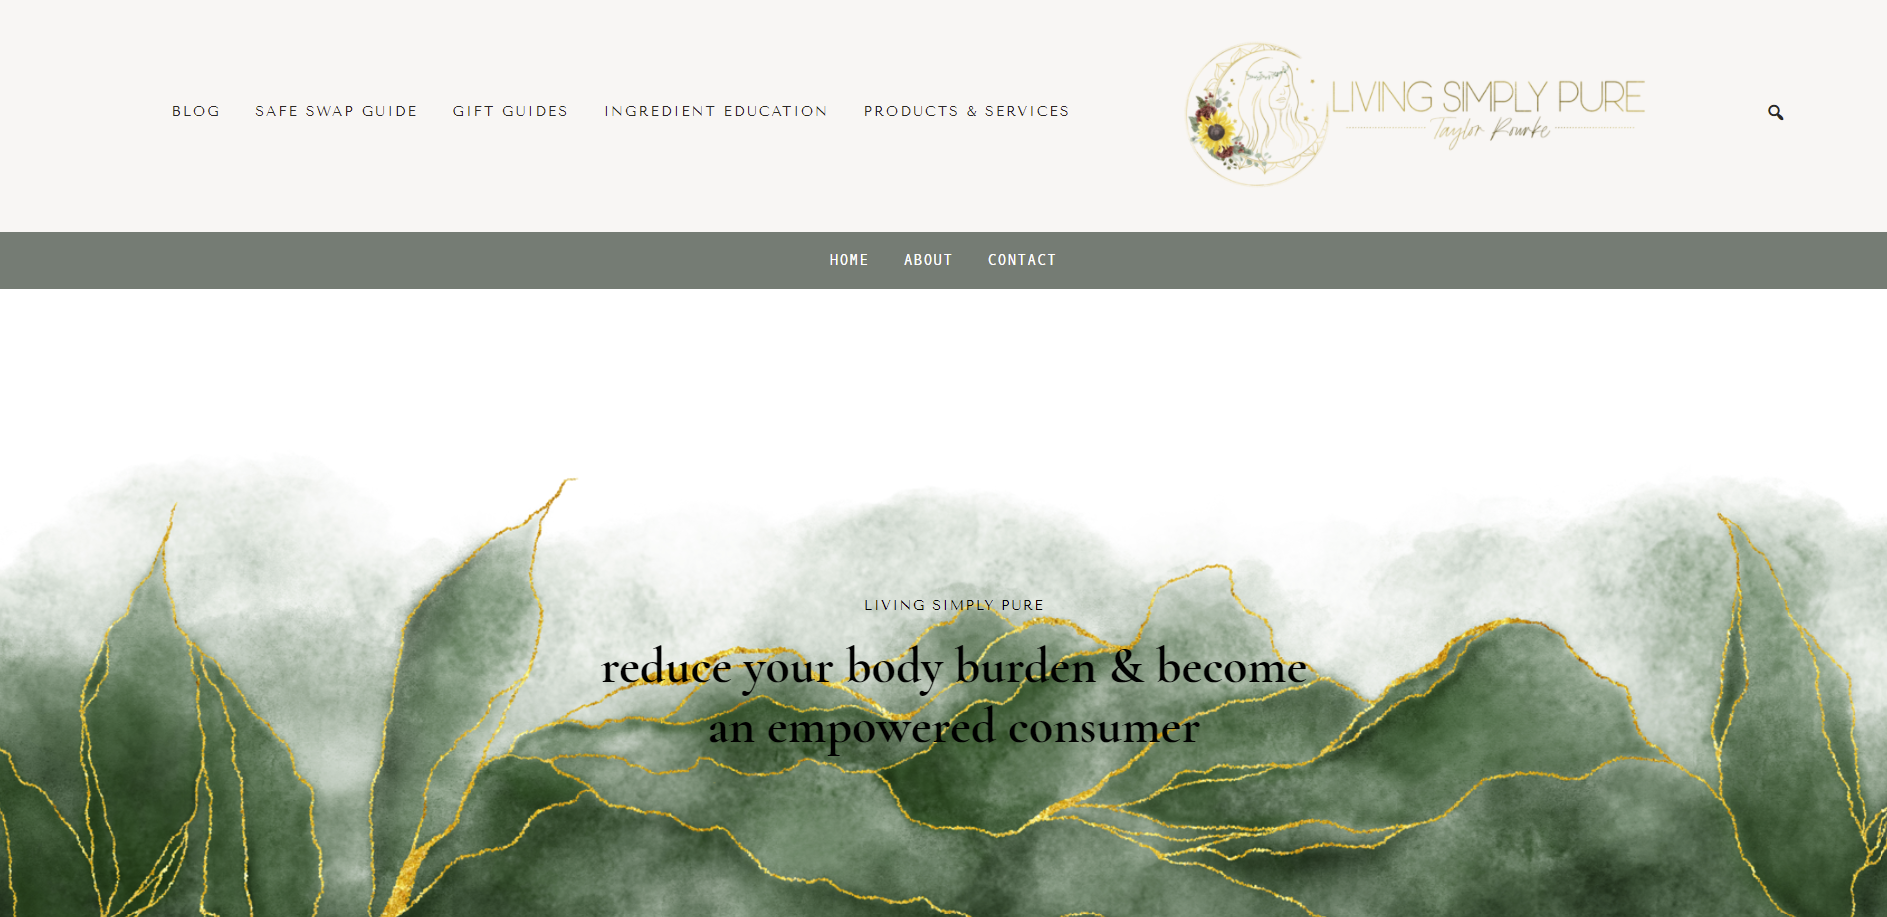 BLOG SAFE SWAP GUIDE GIFT GUIDES INGREDIENT EDUCATION PRODUCTS & SERVICES
LIVING SIMPLY PURE
Taylor Rourke
HOME ABOUT CONTACT
LIVING SIMPLY PURE
reduce your body burden & become
an empowered consumer